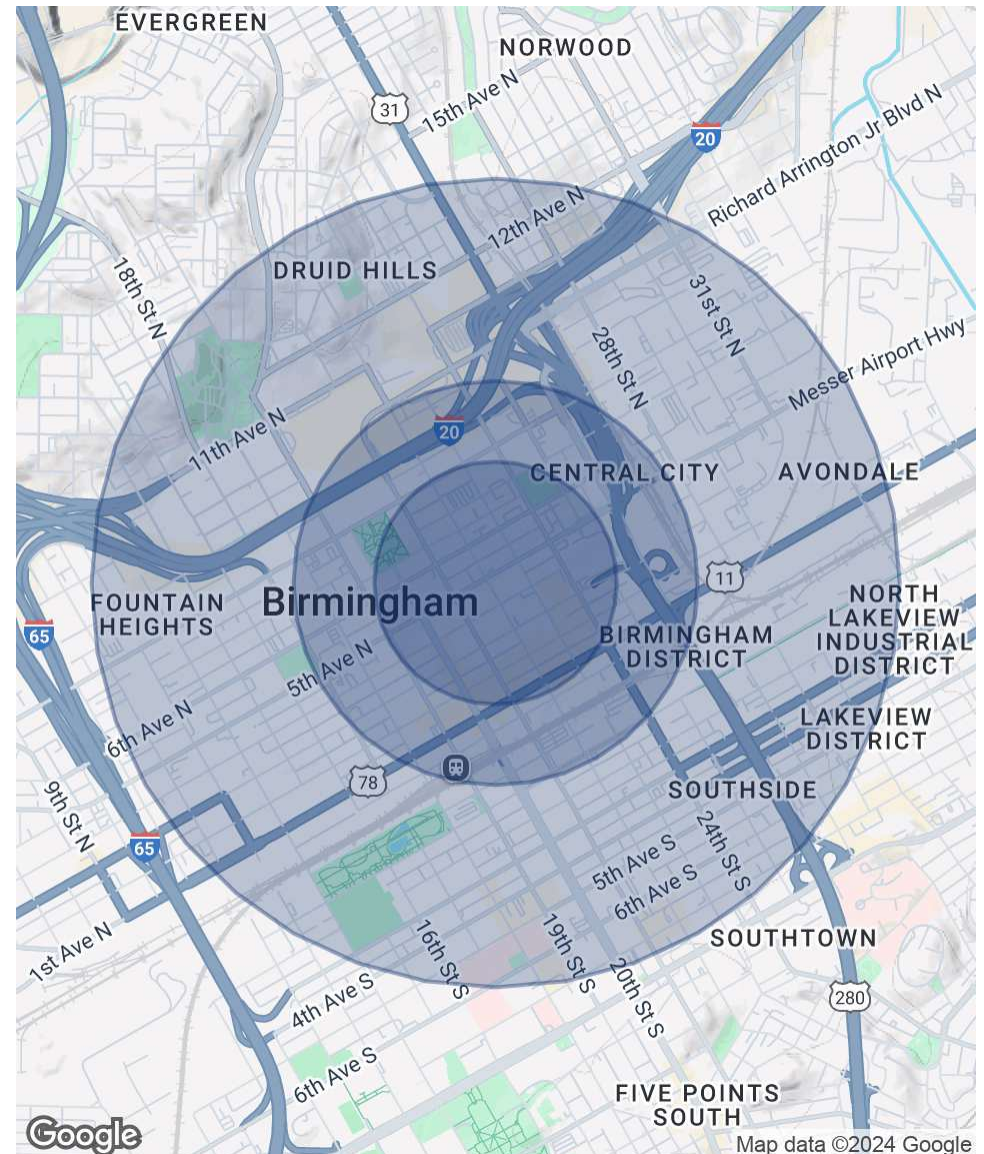 EVERGREEN
NORWOOD
31
15th Ave N
20
Richard Arrington Jr Blvd N
12th Ave N
18th St N
DRUID HILLS
31st St N
28th St N
Messer Airport Hwy
11th Ave N
20
CENTRAL CITY
AVONDALE
11
FOUNTAIN
HEIGHTS
Birmingham
65
NORTH
LAKEVIEW
INDUSTRIAL
DISTRICT
BIRMINGHAM
DISTRICT
5th Ave N
6th Ave N
LAKEVIEW
DISTRICT
78
SOUTHSIDE
9th St N
65
24th St S
5th Ave S
6th Ave S
1st Ave N
16th St S
19th St S
20th St S
SOUTHTOWN
4th Ave S
280
6th Ave S
FIVE POINTS
SOUTH
Google
Map data ©2024 Google